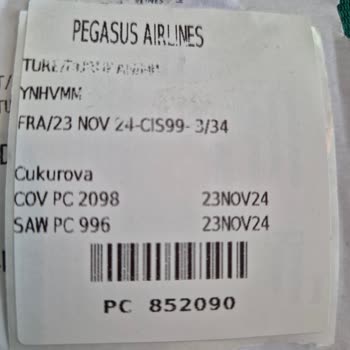 PEGASUS AIRLINES
YNHVMM
FRA/23 NOV 24-CIS99- 3/34
Cukurova
COV PC 2098 23NOV24
SAW PC 996 23NOV24
PC 852090